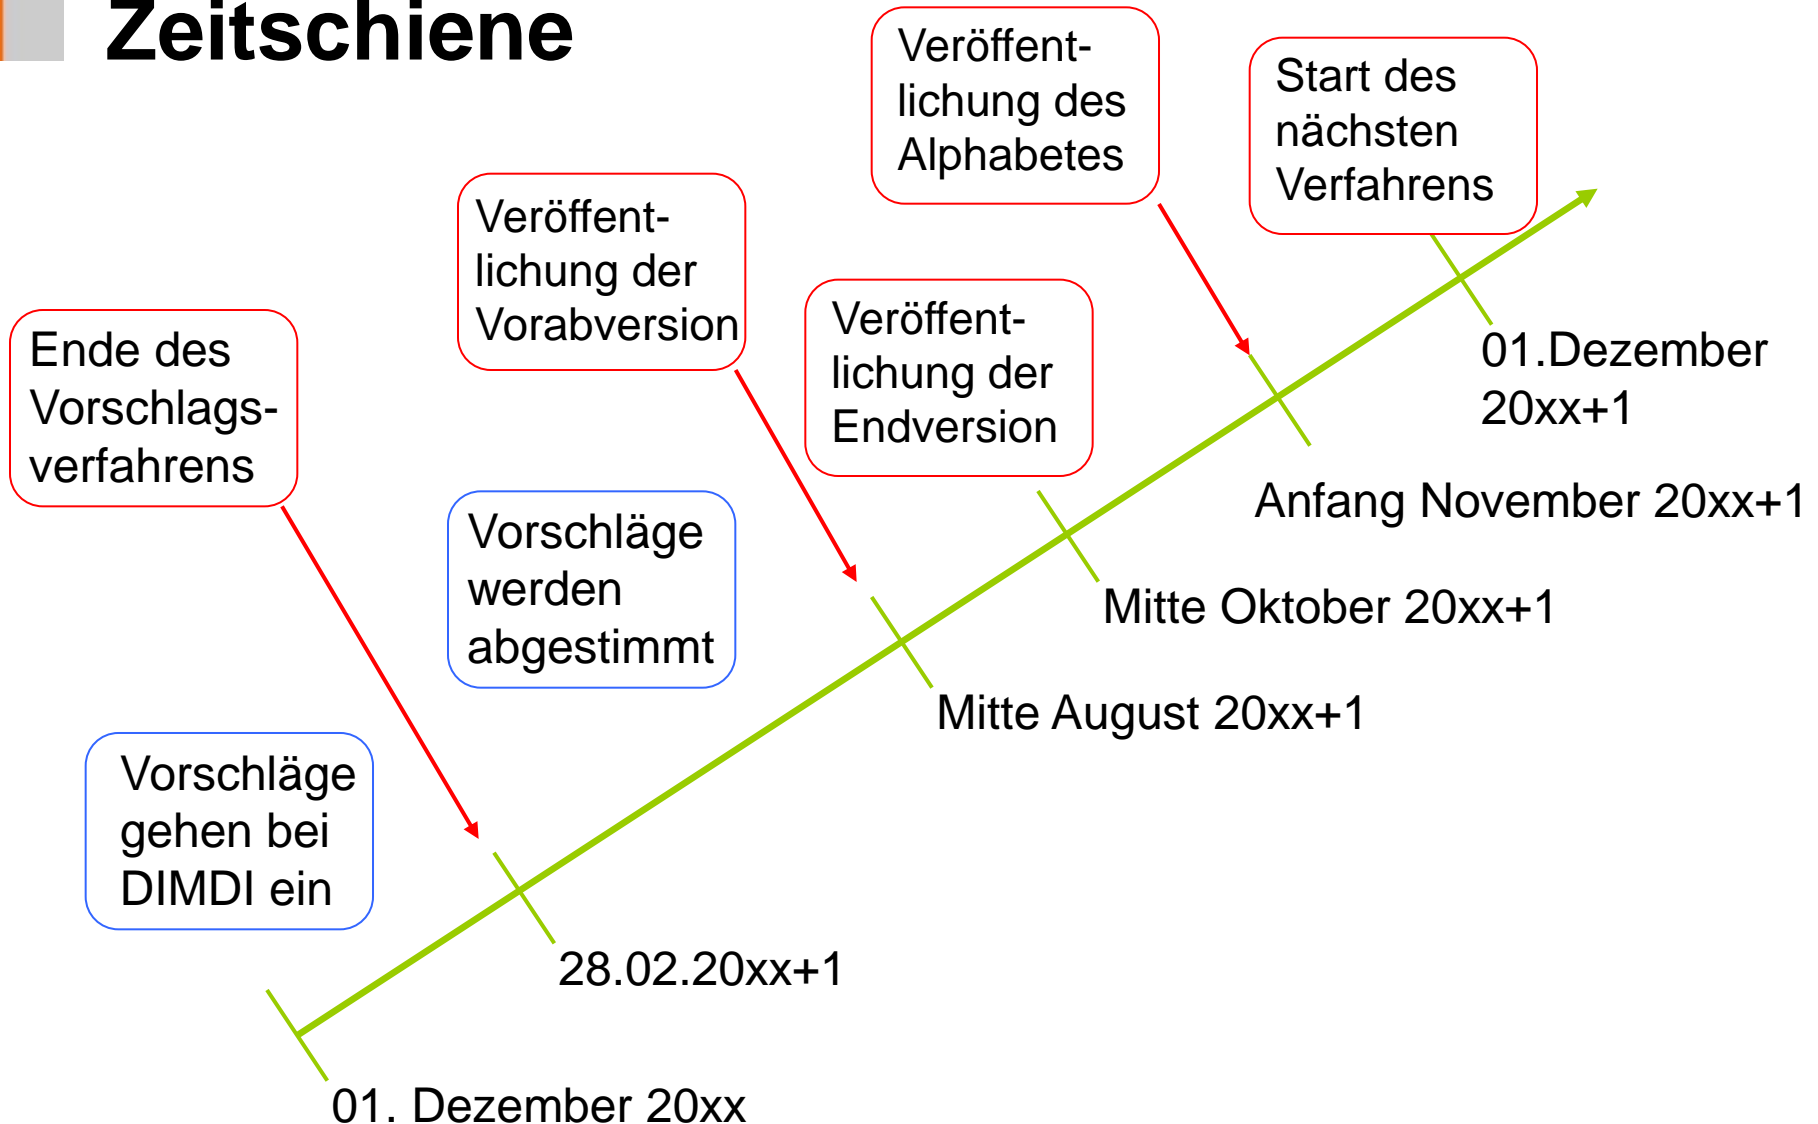 Zeitschiene
Veröffent-
lichung des
Alphabetes
Start des
nächsten
Verfahrens
Veröffent-
lichung der
Vorabversion
Veröffent-
lichung der
Endversion
Ende des
Vorschlags-
verfahrens
01.Dezember
20xx+1
Anfang November 20xx+1
Vorschläge
werden
abgestimmt
Mitte Oktober 20xx+1
Mitte August 20xx+1
Vorschläge
gehen bei
DIMDI ein
28.02.20xx+1
01. Dezember 20xx